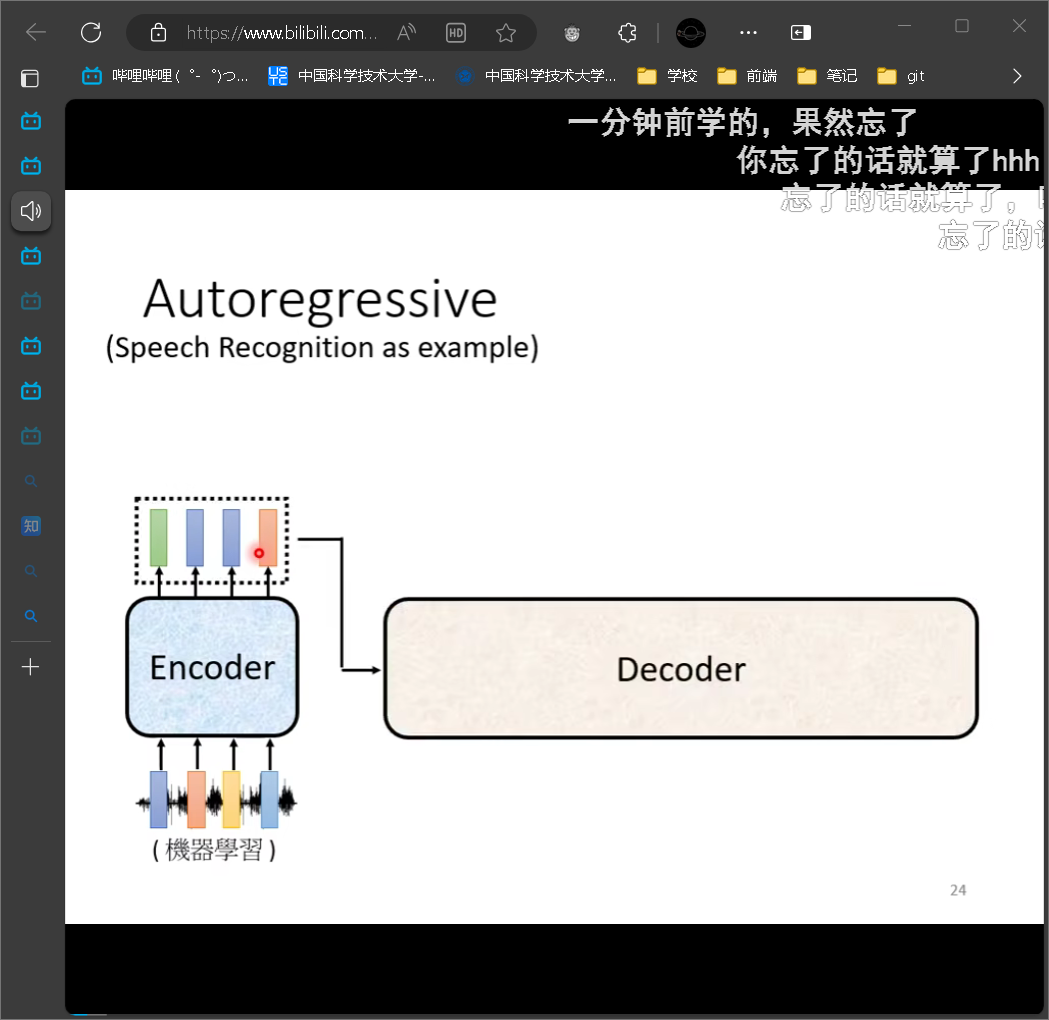 https://www.bilibili.com...
A
HD
哔哩哔哩 (゜-゜)つ...
USTC 中国科学技术大学-...
中国科学技术大学...
学校
前端
笔记
git
一分钟前学的，果然忘了
你忘了的话就算了hhh
忘了的话就算了，
忘了的
Autoregressive
(Speech Recognition as example)
知
Encoder
Decoder
( 機器學習 )
24